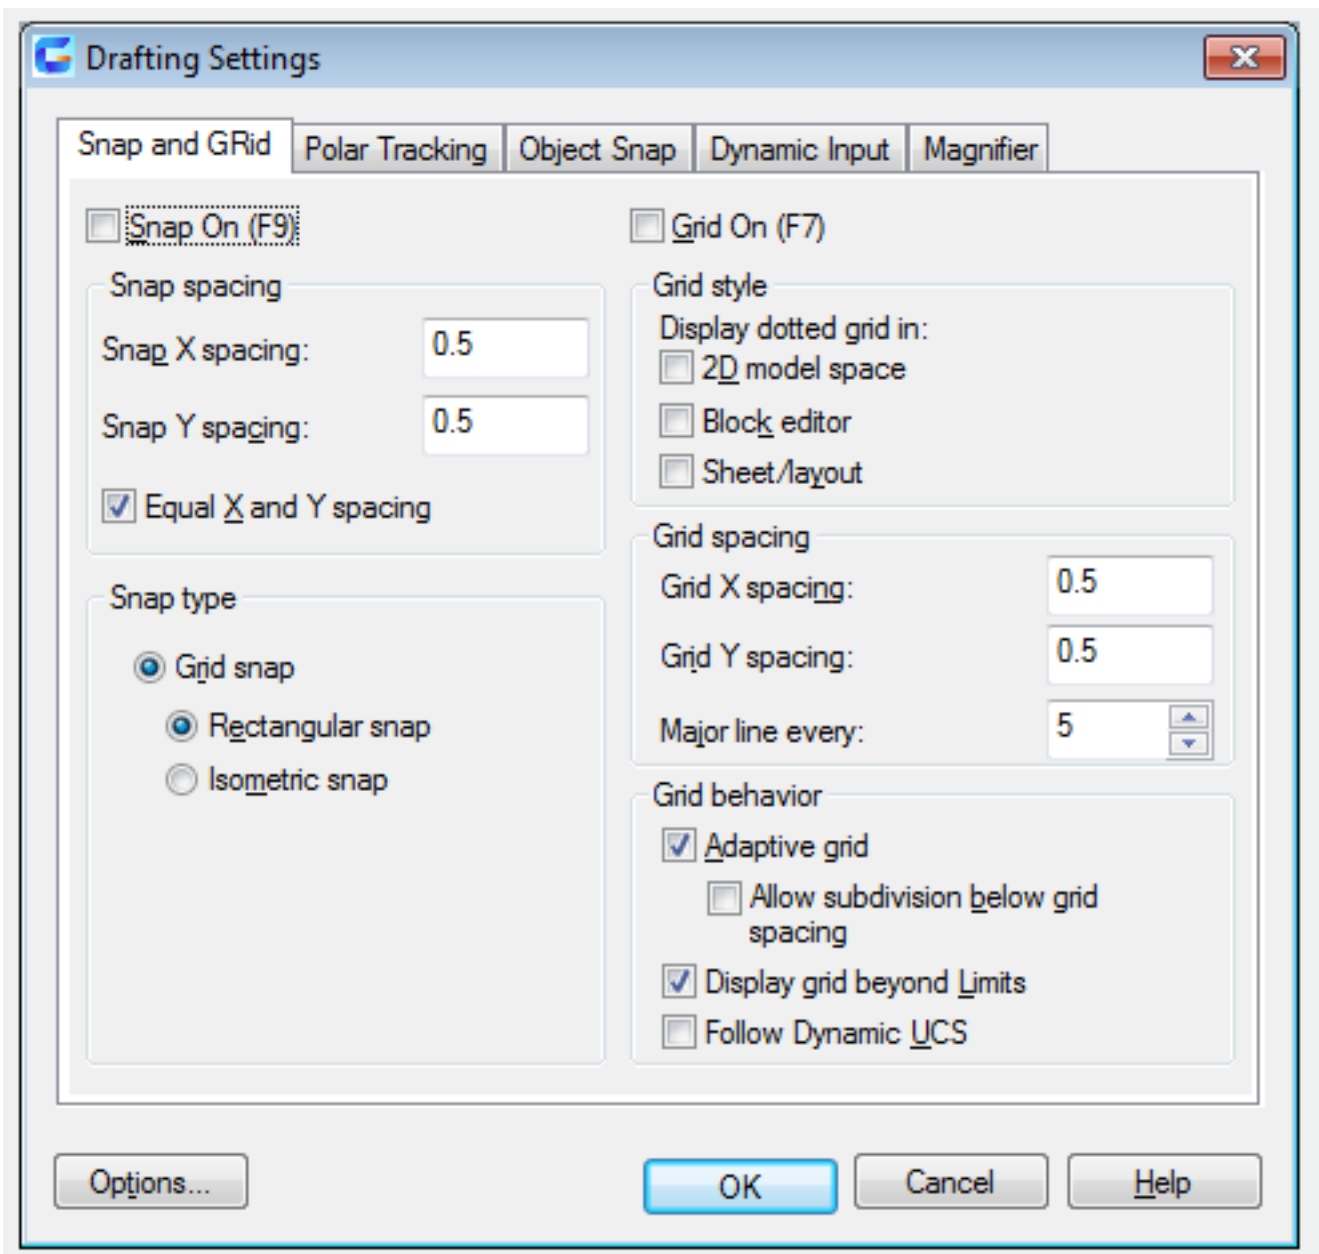 Drafting Settings
Snap and GRid
Polar Tracking
Object Snap
Dynamic Input
Magnifier
Snap On (F9)
Snap spacing
Snap X spacing:
0.5
Snap Y spacing:
0.5
Equal X and Y spacing
Snap type
Grid snap
Rectangular snap
Isometric snap
Grid On (F7)
Grid style
Display dotted grid in:
2D model space
Block editor
Sheet/layout
Grid spacing
Grid X spacing:
0.5
Grid Y spacing:
0.5
Major line every:
5
Grid behavior
Adaptive grid
Allow subdivision below grid
spacing
Display grid beyond Limits
Follow Dynamic UCS
Options...
OK
Cancel
Help